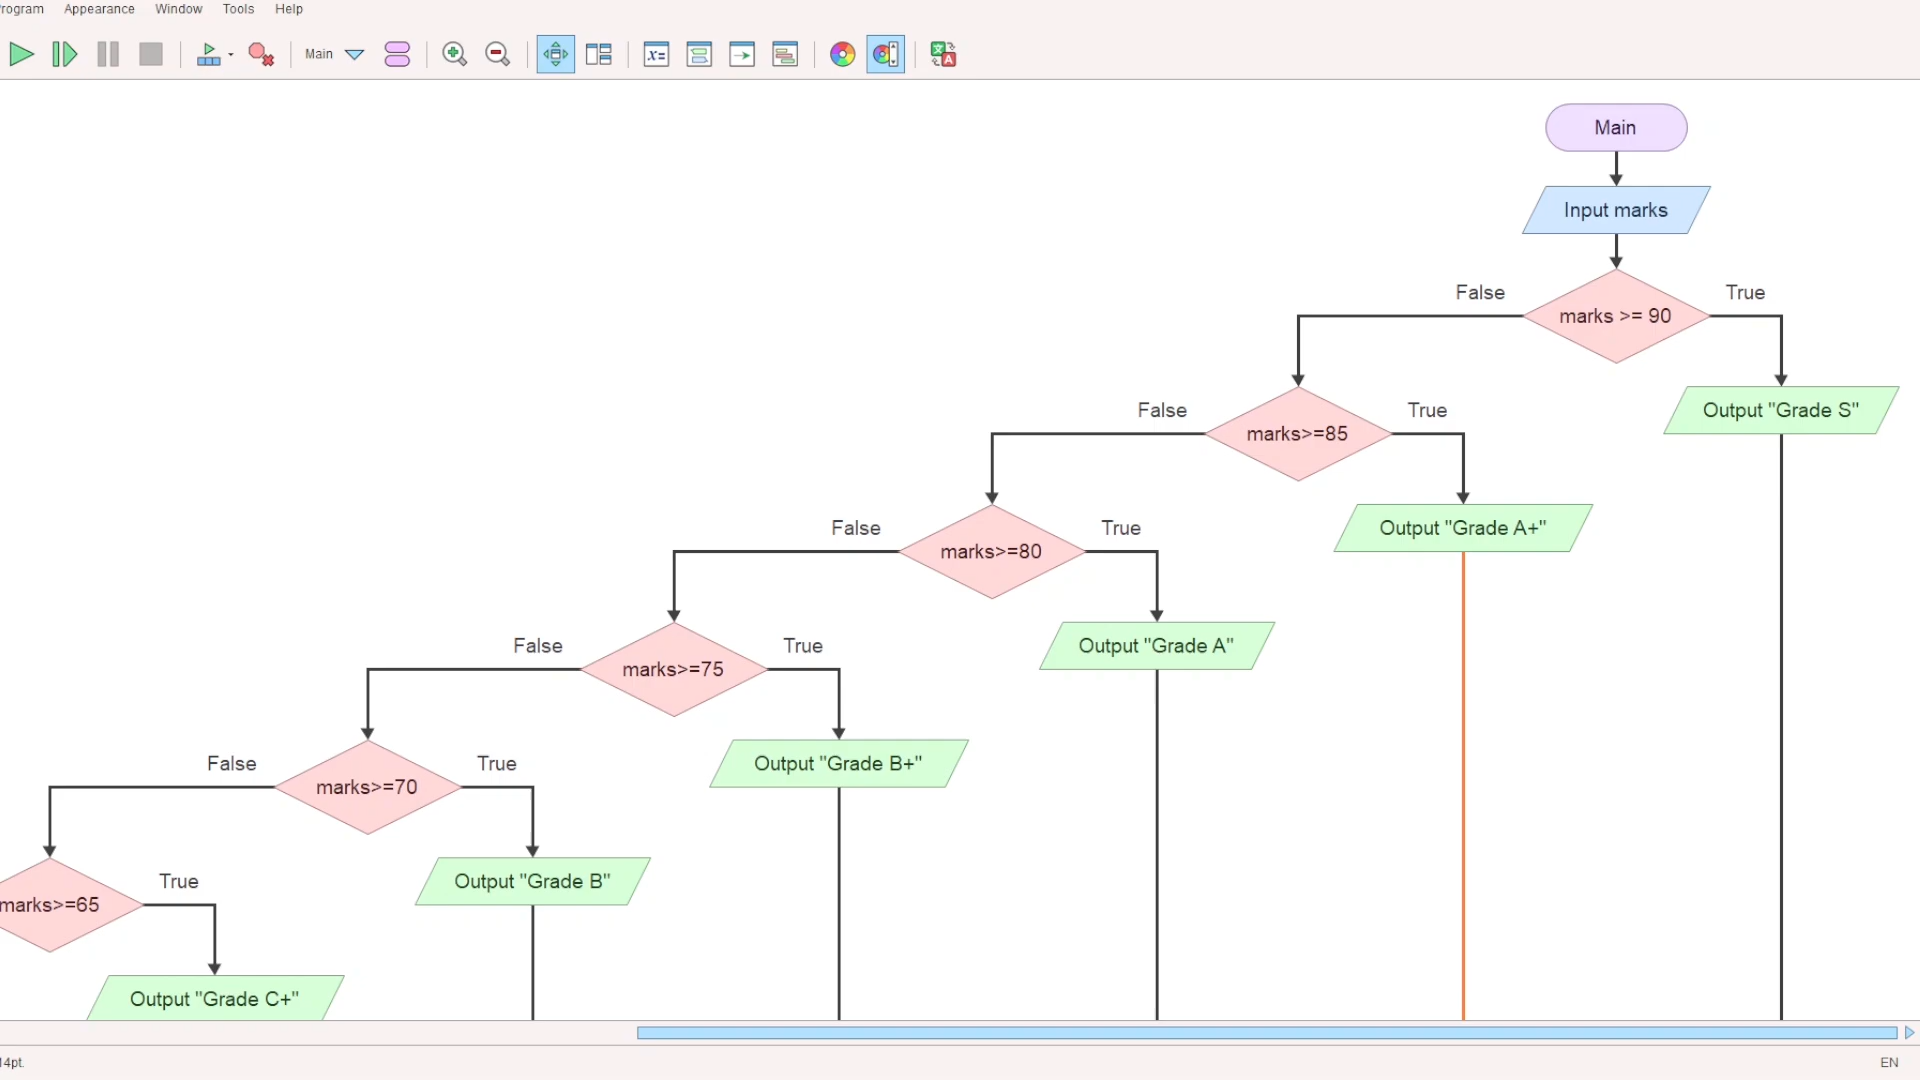 rogram Appearance Window Tools Help
Main
Main
Input marks
False True
marks >= 90
False True
Output "Grade S"
marks>=85
False True
Output "Grade A+"
marks>=80
False True
Output "Grade A"
marks>=75
False True
Output "Grade B+"
marks>=70
True
Output "Grade B"
marks>=65
Output "Grade C+"
14pt.
EN